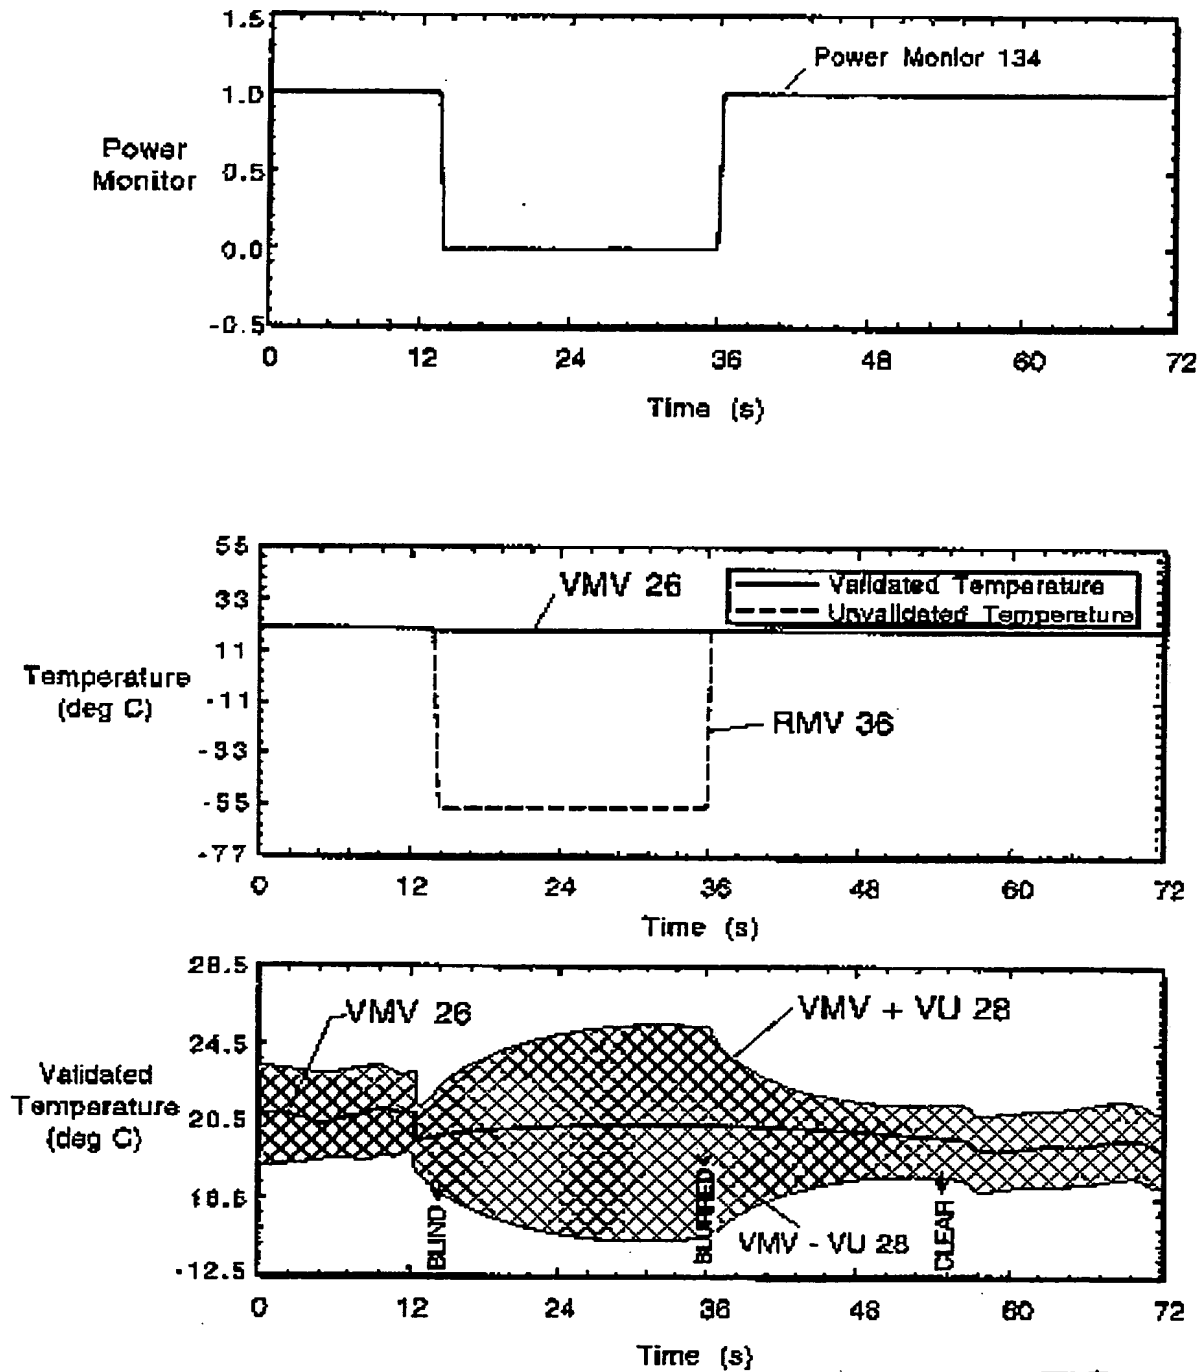 1.5
Power Monior 134
1.0
Power
Monitor
0.5
0.0
-0.5
0 12 24 36 48 60 72
Time (s)
55
VMV 26
Validated Temperature
Unvalidated Temperature
33
11
Temperature
(deg C)
-11
RMV 36
-33
-55
-77
0 12 24 36 48 60 72
Time (s)
28.5
VMV 26
VMV + VU 28
24.5
Validated
Temperature
(deg C)
20.5
16.5
BLIND
BLURRED
VMV - VU 28
CLEAR
-12.5
0 12 24 36 48 60 72
Time (s)